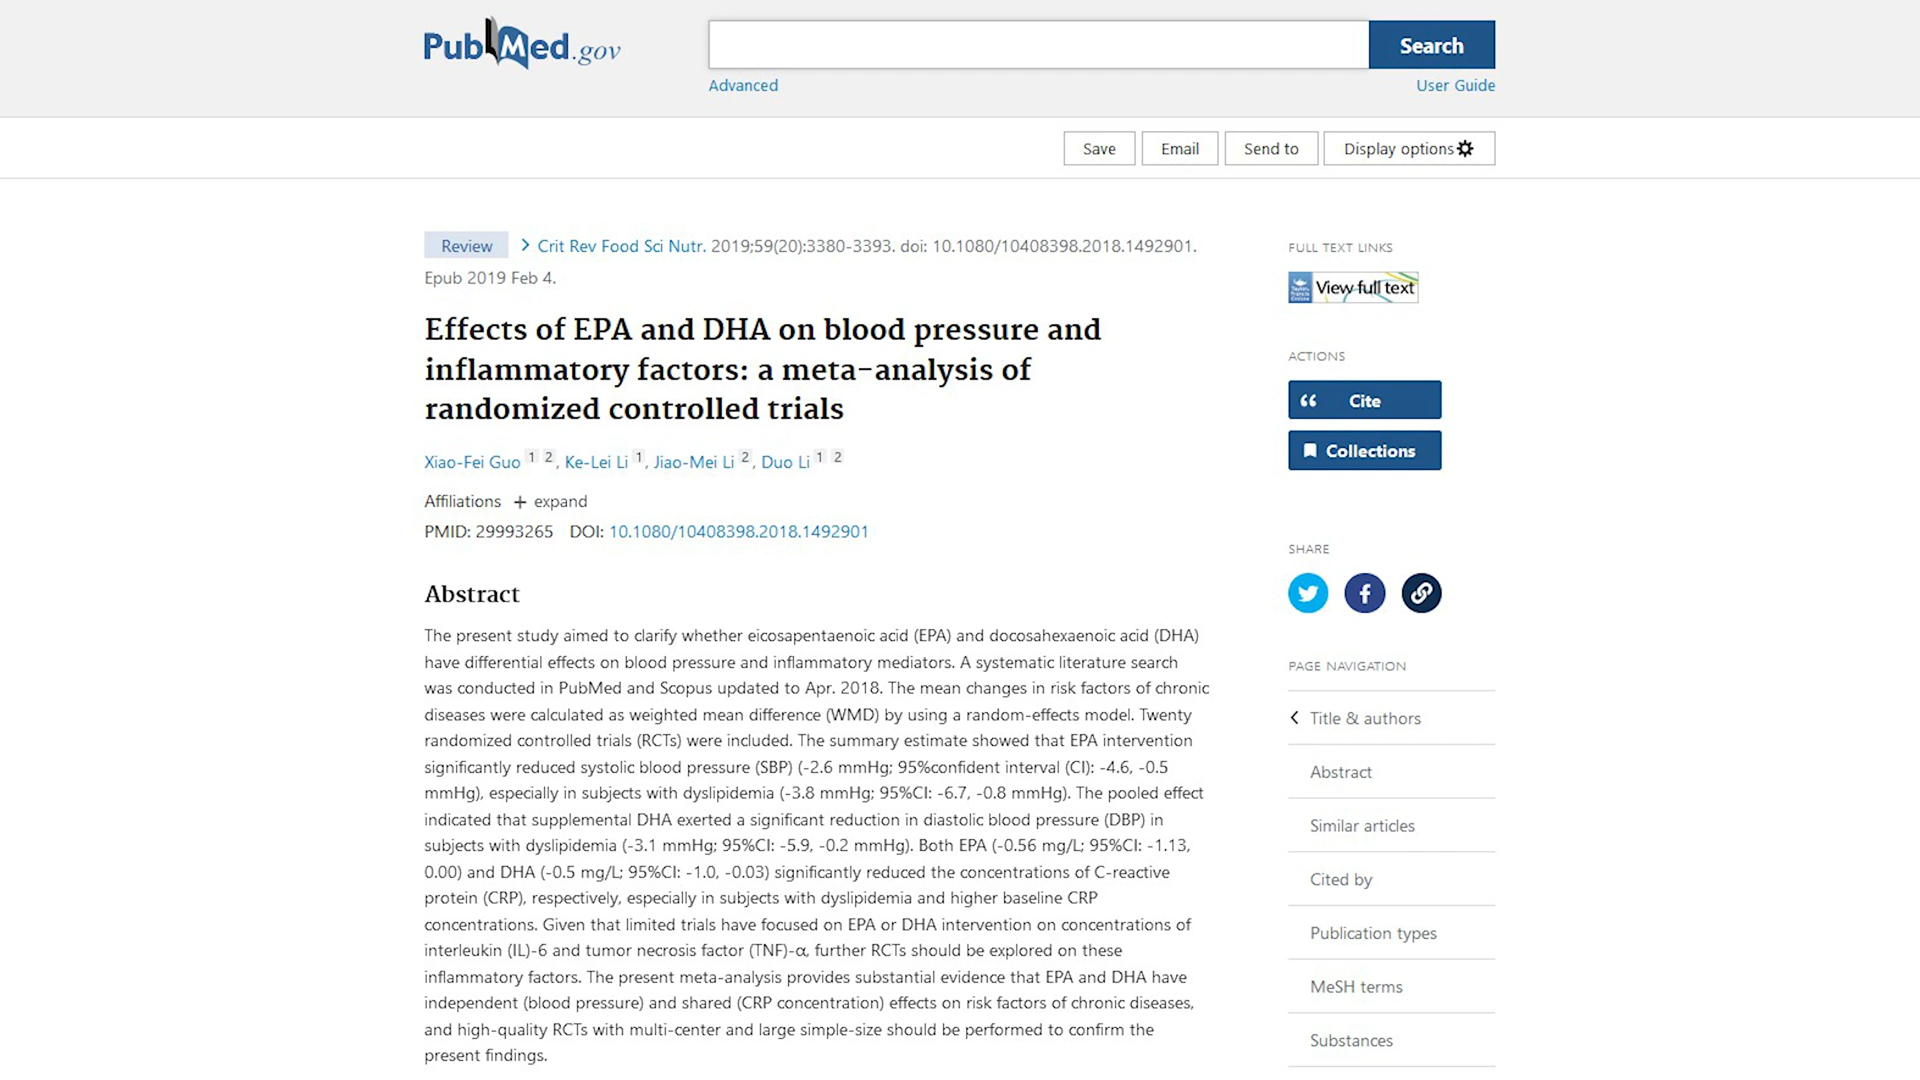 PubMed.gov
Search
Advanced
User Guide
Save
Email
Send to
Display options
Review
Crit Rev Food Sci Nutr. 2019;59(20):3380-3393. doi: 10.1080/10408398.2018.1492901.
Epub 2019 Feb 4.
Effects of EPA and DHA on blood pressure and
inflammatory factors: a meta-analysis of
randomized controlled trials
Xiao-Fei Guo 1 2, Ke-Lei Li 1, Jiao-Mei Li 2, Duo Li 1 2
Affiliations + expand
PMID: 29993265 DOI: 10.1080/10408398.2018.1492901
Abstract
The present study aimed to clarify whether eicosapentaenoic acid (EPA) and docosahexaenoic acid (DHA)
have differential effects on blood pressure and inflammatory mediators. A systematic literature search
was conducted in PubMed and Scopus updated to Apr. 2018. The mean changes in risk factors of chronic
diseases were calculated as weighted mean difference (WMD) by using a random-effects model. Twenty
randomized controlled trials (RCTs) were included. The summary estimate showed that EPA intervention
significantly reduced systolic blood pressure (SBP) (-2.6 mmHg; 95%confident interval (CI): -4.6, -0.5
mmHg), especially in subjects with dyslipidemia (-3.8 mmHg; 95%CI: -6.7, -0.8 mmHg). The pooled effect
indicated that supplemental DHA exerted a significant reduction in diastolic blood pressure (DBP) in
subjects with dyslipidemia (-3.1 mmHg; 95%CI: -5.9, -0.2 mmHg). Both EPA (-0.56 mg/L; 95%CI: -1.13,
0.00) and DHA (-0.5 mg/L; 95%CI: -1.0, -0.03) significantly reduced the concentrations of C-reactive
protein (CRP), respectively, especially in subjects with dyslipidemia and higher baseline CRP
concentrations. Given that limited trials have focused on EPA or DHA intervention on concentrations of
interleukin (IL)-6 and tumor necrosis factor (TNF)-α, further RCTs should be explored on these
inflammatory factors. The present meta-analysis provides substantial evidence that EPA and DHA have
independent (blood pressure) and shared (CRP concentration) effects on risk factors of chronic diseases,
and high-quality RCTs with multi-center and large simple-size should be performed to confirm the
present findings.
FULL TEXT LINKS
Taylor & Francis Online
View full text
ACTIONS
Cite
Collections
SHARE
PAGE NAVIGATION
Title & authors
Abstract
Similar articles
Cited by
Publication types
MeSH terms
Substances